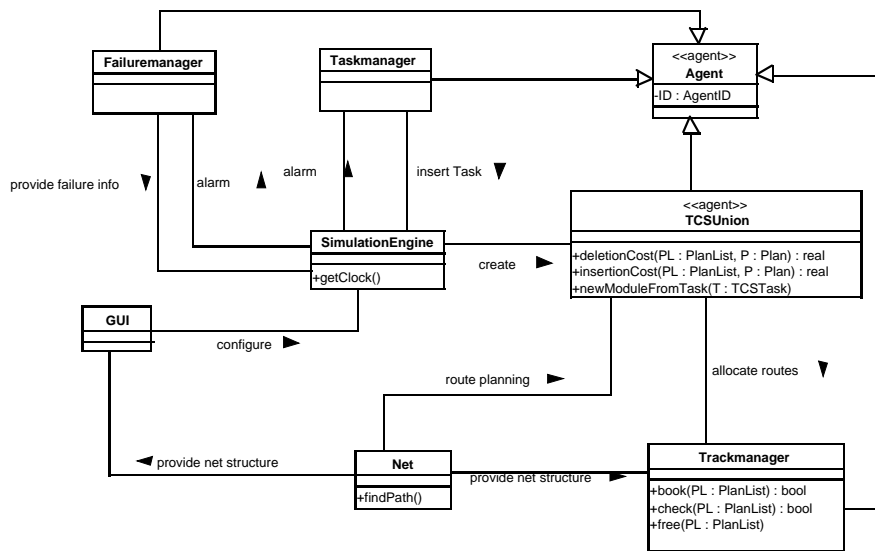 <<agent>>
Agent
-ID : AgentID
Failuremanager
Taskmanager
provide failure info
alarm
alarm
insert Task
<<agent>>
TCSUnion
+deletionCost(PL : PlanList, P : Plan) : real
+insertionCost(PL : PlanList, P : Plan) : real
+newModuleFromTask(T : TCSTask)
SimulationEngine
+getClock()
create
GUI
configure
route planning
allocate routes
provide net structure
Net
+findPath()
provide net structure
Trackmanager
+book(PL : PlanList) : bool
+check(PL : PlanList) : bool
+free(PL : PlanList)